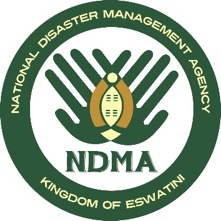 NATIONAL DISASTER MANAGEMENT AGENCY
NDMA
KINGDOM OF ESWATINI